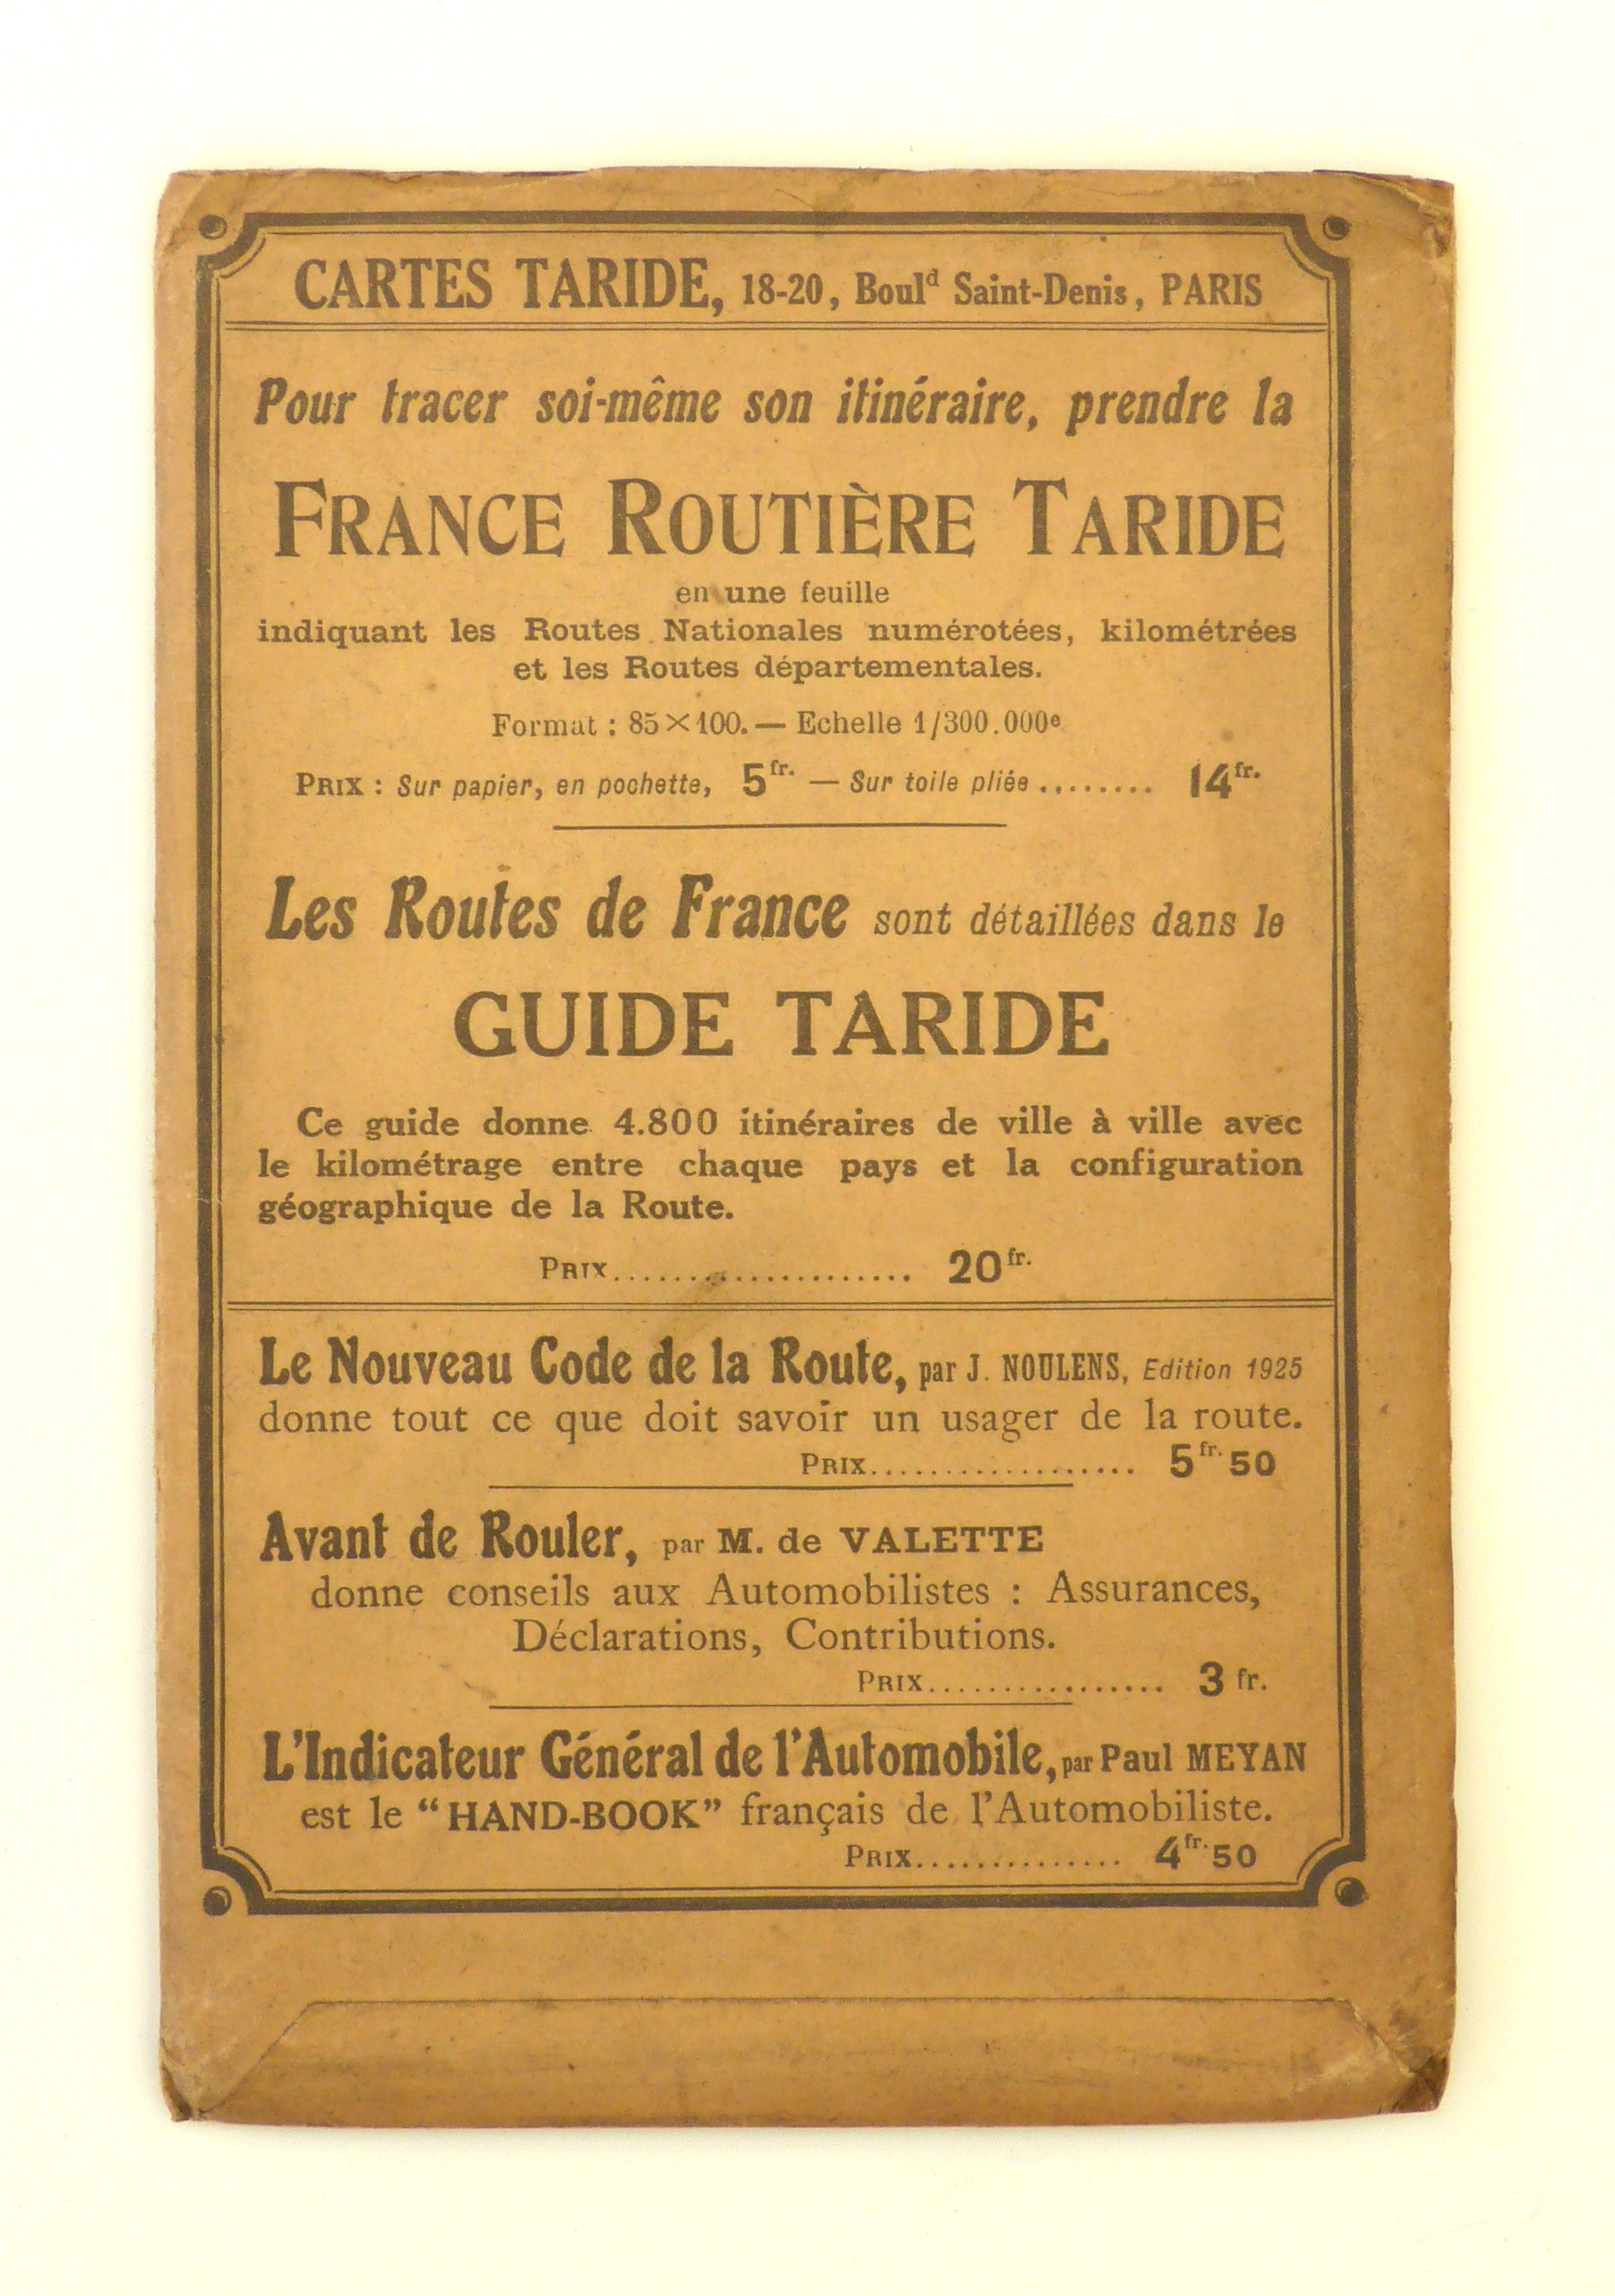 CARTES TARIDE, 18-20, Bould Saint-Denis, PARIS
Pour tracer soi-même son itinéraire, prendre la
FRANCE ROUTIÈRE TARIDE
en une feuille
indiquant les Routes Nationales numérotées, kilométrées
et les Routes départementales.
Format : 85×100. — Echelle 1/300.000e
PRIX : Sur papier, en pochette, 5fr. — Sur toile pliée ........ 14fr.
Les Routes de France sont détaillées dans le
GUIDE TARIDE
Ce guide donne 4.800 itinéraires de ville à ville avec
le kilométrage entre chaque pays et la configuration
géographique de la Route.
PRIX.................... 20fr.
Le Nouveau Code de la Route, par J. NOULENS, Edition 1925
donne tout ce que doit savoir un usager de la route.
PRIX.................. 5fr.50
Avant de Rouler, par M. de VALETTE
donne conseils aux Automobilistes : Assurances,
Déclarations, Contributions.
PRIX................ 3 fr.
L'Indicateur Général de l'Automobile, par Paul MEYAN
est le “HAND-BOOK” français de l'Automobiliste.
PRIX.............. 4fr.50